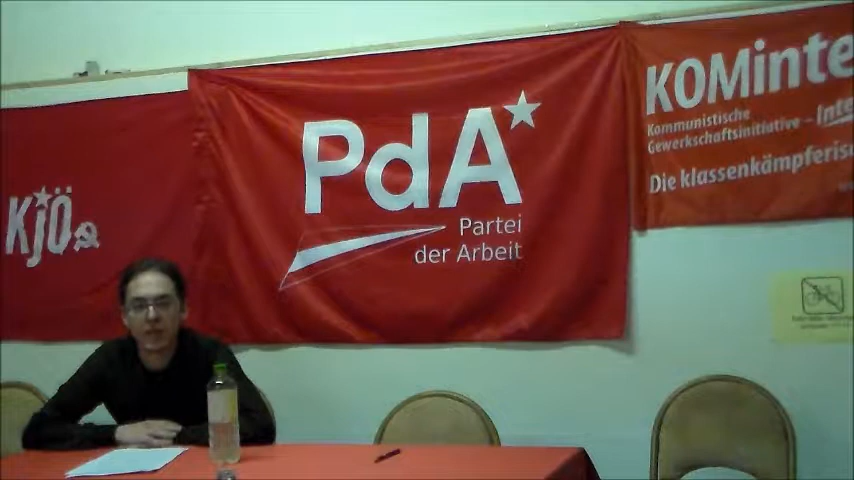 KJÖ
PdA
Partei
der Arbeit
KOMinte
Kommunistische
Gewerkschaftsinitiative – Inte
Die klassenkämpferis